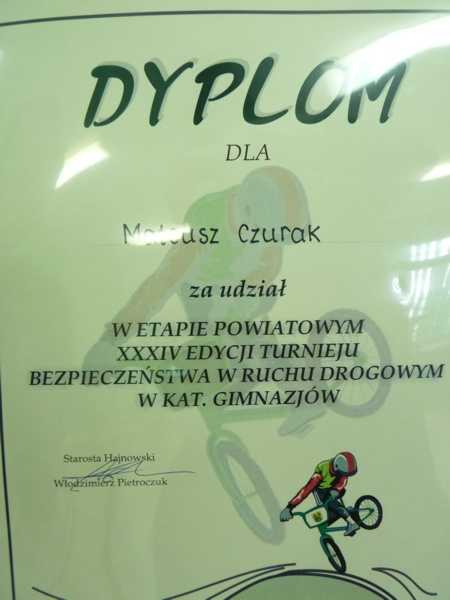 DYPLOM
DLA
Mateusz Czurak
za udział
W ETAPIE POWIATOWYM
XXXIV EDYCJI TURNIEJU
BEZPIECZEŃSTWA W RUCHU DROGOWYM
W KAT. GIMNAZJÓW
Starosta Hajnowski
Włodzimierz Pietroczuk